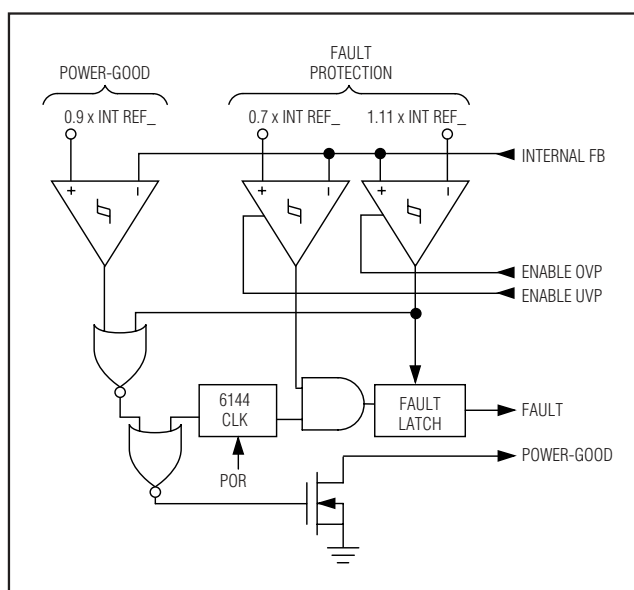 FAULT
PROTECTION
POWER-GOOD
0.9 x INT REF_
0.7 x INT REF_
1.11 x INT REF_
INTERNAL FB
+ −
+ −
+ −
ENABLE OVP
ENABLE UVP
6144
CLK
FAULT
LATCH
FAULT
POWER-GOOD
POR